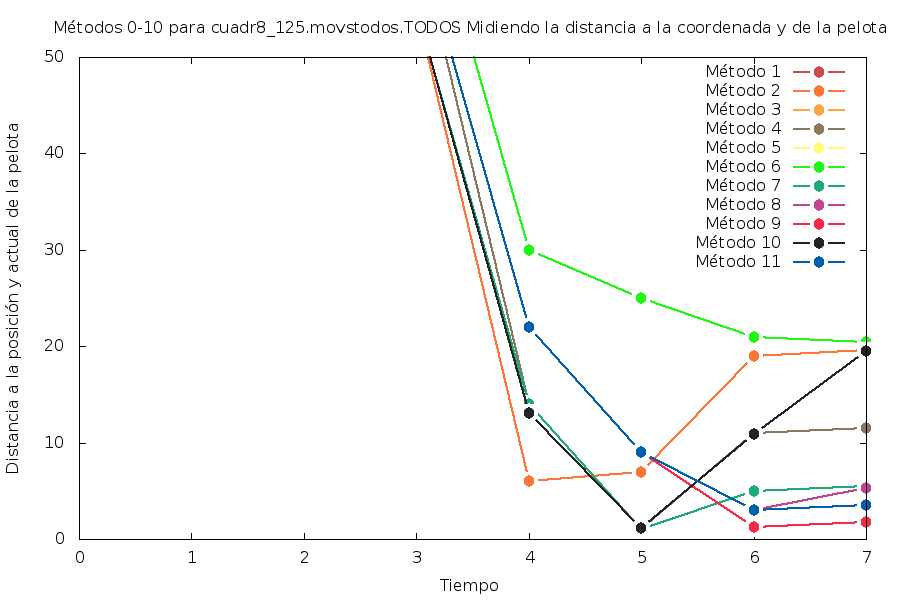 Métodos 0-10 para cuadr8_125.movstodos.TODOS Midiendo la distancia a la coordenada y de la pelota
Distancia a la posición y actual de la pelota
50
40
30
20
10
0
0 1 2 3 4 5 6 7
Tiempo
Método 1
Método 2
Método 3
Método 4
Método 5
Método 6
Método 7
Método 8
Método 9
Método 10
Método 11